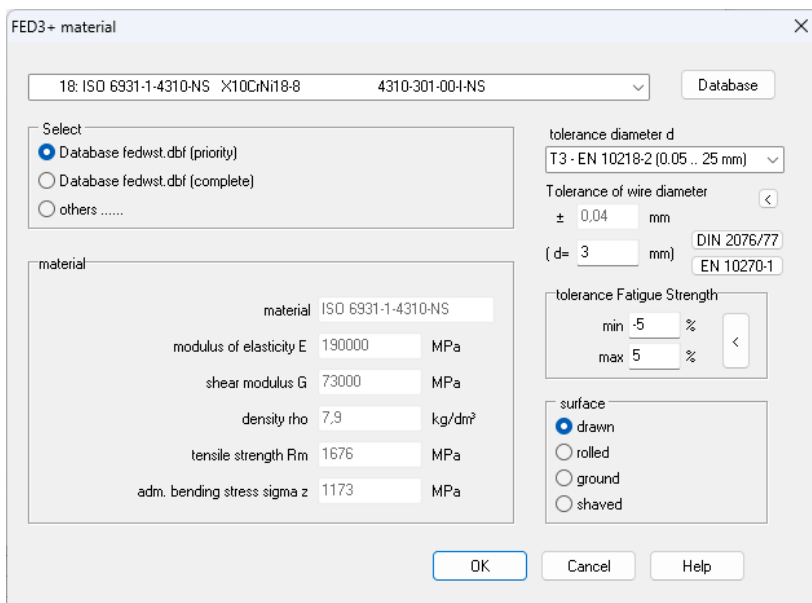 FED3+ material
18: ISO 6931-1-4310-NS X10CrNi18-8 4310-301-00-I-NS
Database
Select
Database fedwst.dbf (priority)
Database fedwst.dbf (complete)
others ......
tolerance diameter d
T3 - EN 10218-2 (0.05 .. 25 mm)
Tolerance of wire diameter
<
± 0,04 mm
( d= 3 mm)
DIN 2076/77
EN 10270-1
material
material ISO 6931-1-4310-NS
modulus of elasticity E 190000 MPa
shear modulus G 73000 MPa
density rho 7,9 kg/dm³
tensile strength Rm 1676 MPa
adm. bending stress sigma z 1173 MPa
tolerance Fatigue Strength
min -5 %
max 5 %
<
surface
drawn
rolled
ground
shaved
OK
Cancel
Help